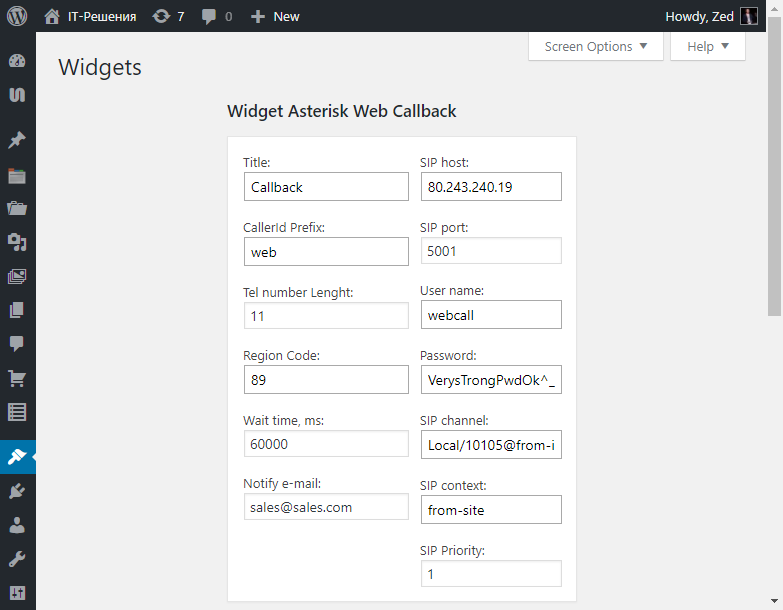 IT-Решения 7 0 New Howdy, Zed
Screen Options Help
Widgets
Widget Asterisk Web Callback
Title: SIP host:
Callback 80.243.240.19
CallerId Prefix: SIP port:
web 5001
Tel number Lenght: User name:
11 webcall
Region Code: Password:
89 VerysTrongPwdOk^_
Wait time, ms: SIP channel:
60000 Local/10105@from-i
Notify e-mail: SIP context:
sales@sales.com from-site
SIP Priority:
1